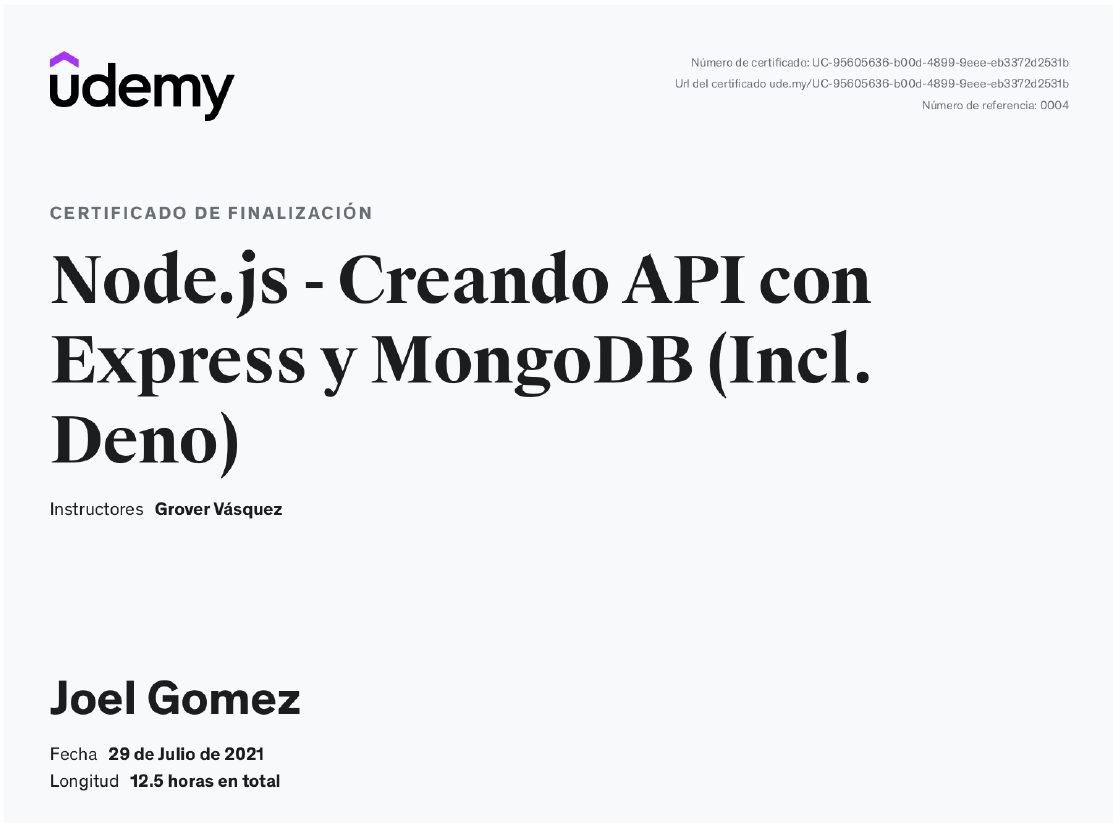 udemy
Número de certificado: UC-95605636-b00d-4899-9eee-eb3372d2531b
Url del certificado ude.my/UC-95605636-b00d-4899-9eee-eb3372d2531b
Número de referencia: 0004
CERTIFICADO DE FINALIZACIÓN
Node.js - Creando API con
Express y MongoDB (Incl.
Deno)
Instructores Grover Vásquez
Joel Gomez
Fecha 29 de Julio de 2021
Longitud 12.5 horas en total